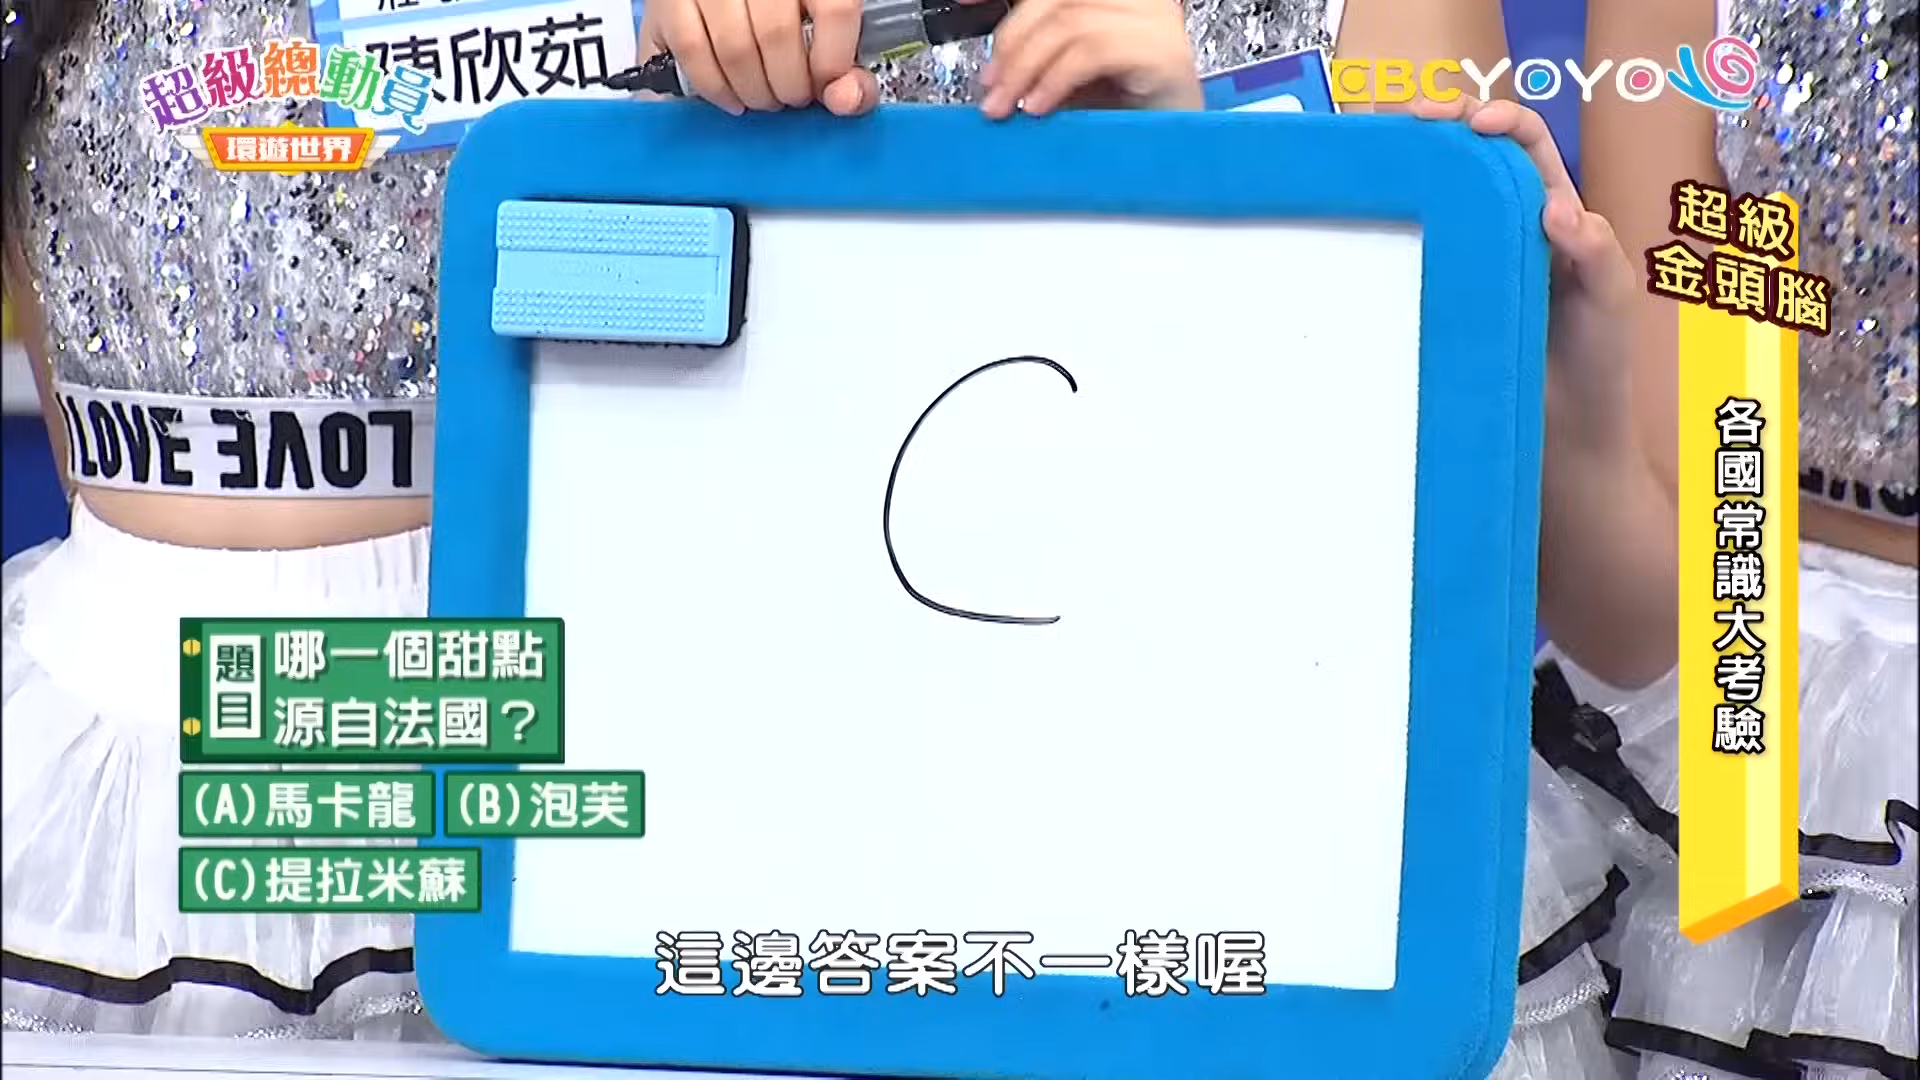 陳欣茹
超級總動員
環遊世界
EBCYOYO
超級
金頭腦
各國常識大考驗
LOVE LOVE
C
題目
哪一個甜點
源自法國？
(A)馬卡龍
(B)泡芙
(C)提拉米蘇
這邊答案不一樣喔